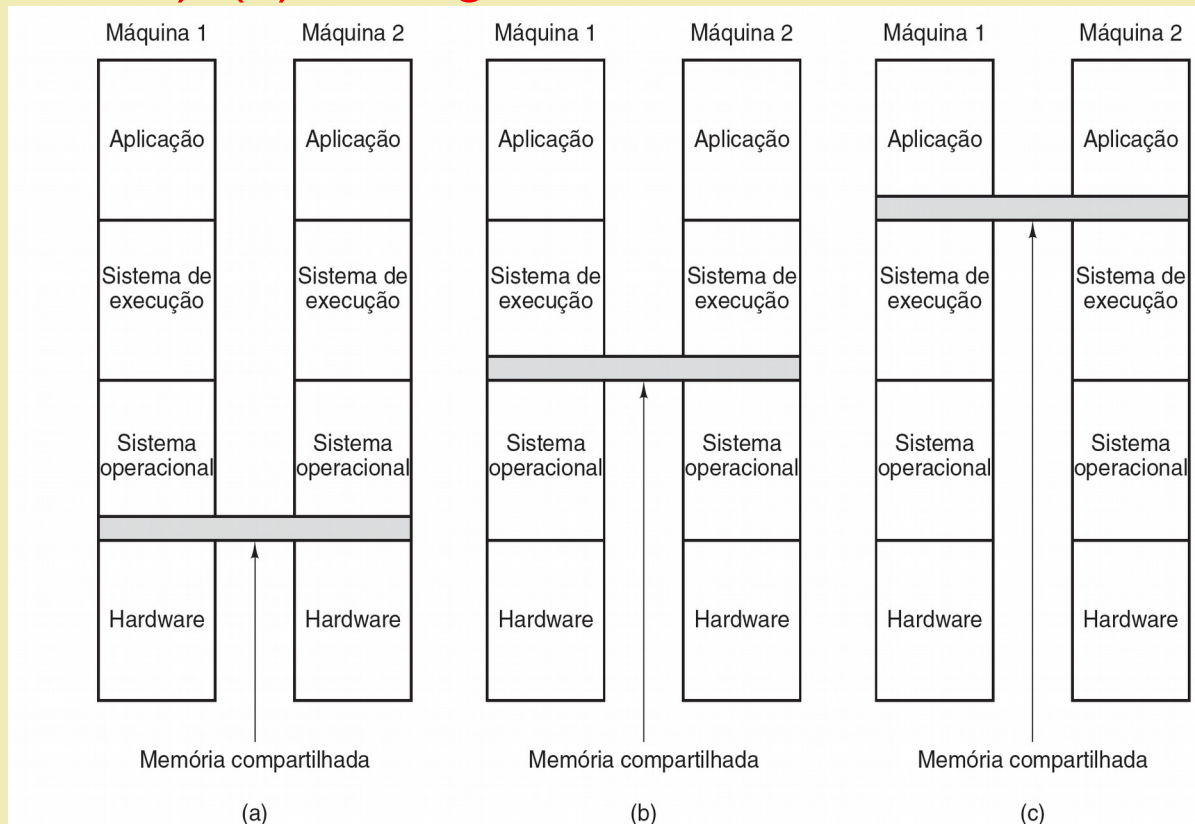 Máquina 1
Máquina 2
Aplicação
Aplicação
Sistema de
execução
Sistema de
execução
Sistema
operacional
Sistema
operacional
Hardware
Hardware
Memória compartilhada
(a)
Máquina 1
Máquina 2
Aplicação
Aplicação
Sistema de
execução
Sistema de
execução
Sistema
operacional
Sistema
operacional
Hardware
Hardware
Memória compartilhada
(b)
Máquina 1
Máquina 2
Aplicação
Aplicação
Sistema de
execução
Sistema de
execução
Sistema
operacional
Sistema
operacional
Hardware
Hardware
Memória compartilhada
(c)